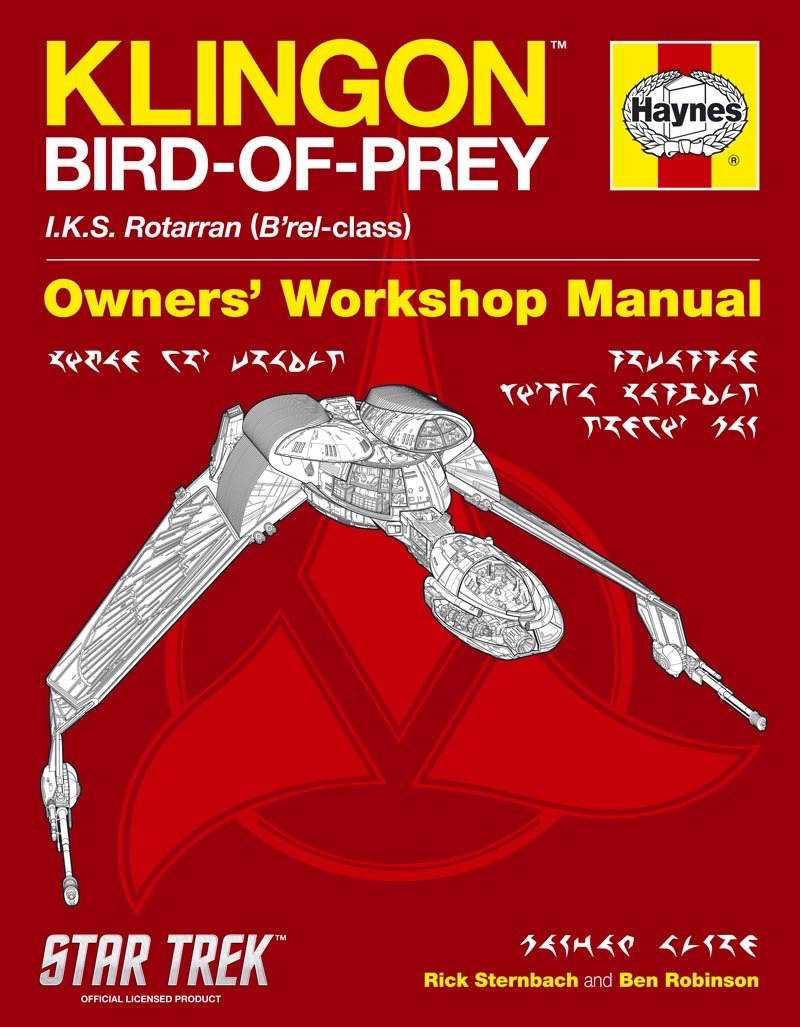 KLINGON™
BIRD-OF-PREY
I.K.S. Rotarran (B’rel-class)
Haynes
®
Owners’ Workshop Manual
STAR TREK™
OFFICIAL LICENSED PRODUCT
Rick Sternbach and Ben Robinson